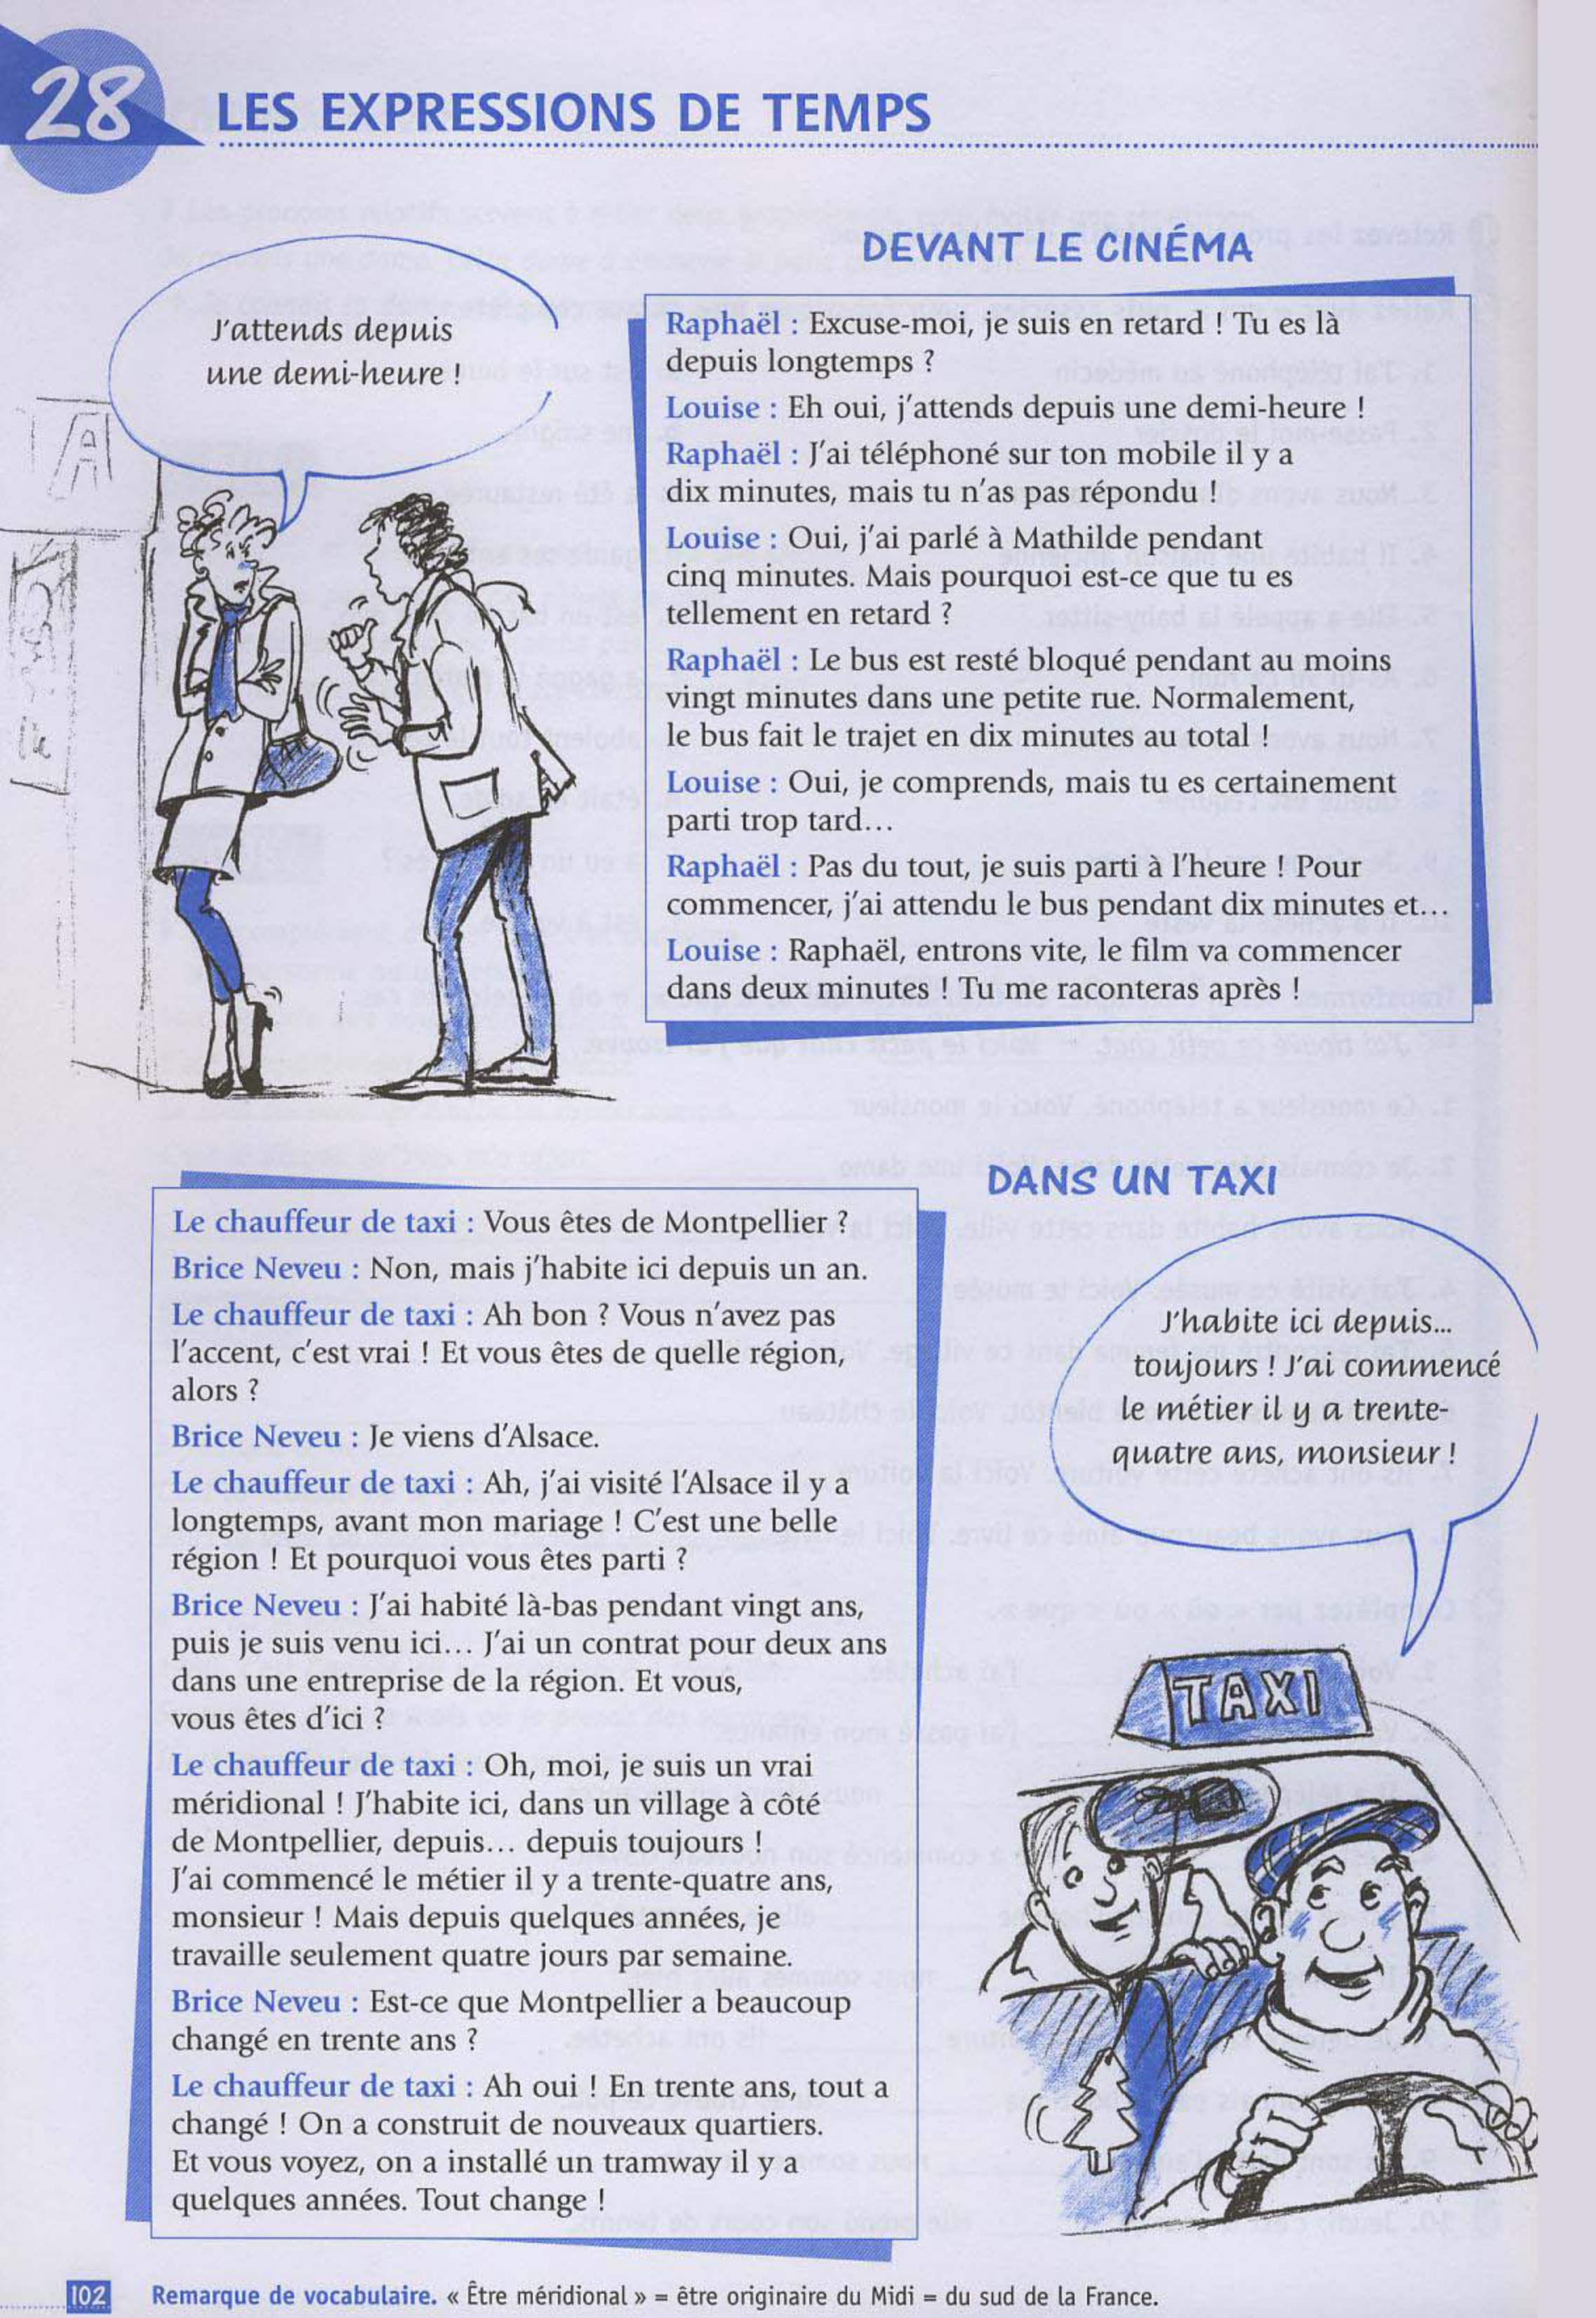 28
LES EXPRESSIONS DE TEMPS
J'attends depuis
une demi-heure !
DEVANT LE CINÉMA
Raphaël : Excuse-moi, je suis en retard ! Tu es là
depuis longtemps ?
Louise : Eh oui, j'attends depuis une demi-heure !
Raphaël : J'ai téléphoné sur ton mobile il y a
dix minutes, mais tu n'as pas répondu !
Louise : Oui, j'ai parlé à Mathilde pendant
cinq minutes. Mais pourquoi est-ce que tu es
tellement en retard ?
Raphaël : Le bus est resté bloqué pendant au moins
vingt minutes dans une petite rue. Normalement,
le bus fait le trajet en dix minutes au total !
Louise : Oui, je comprends, mais tu es certainement
parti trop tard...
Raphaël : Pas du tout, je suis parti à l'heure ! Pour
commencer, j'ai attendu le bus pendant dix minutes et...
Louise : Raphaël, entrons vite, le film va commencer
dans deux minutes ! Tu me raconteras après !
DANS UN TAXI
Le chauffeur de taxi : Vous êtes de Montpellier ?
Brice Neveu : Non, mais j'habite ici depuis un an.
Le chauffeur de taxi : Ah bon ? Vous n'avez pas
l'accent, c'est vrai ! Et vous êtes de quelle région,
alors ?
Brice Neveu : Je viens d'Alsace.
Le chauffeur de taxi : Ah, j'ai visité l'Alsace il y a
longtemps, avant mon mariage ! C'est une belle
région ! Et pourquoi vous êtes parti ?
Brice Neveu : J'ai habité là-bas pendant vingt ans,
puis je suis venu ici... J'ai un contrat pour deux ans
dans une entreprise de la région. Et vous,
vous êtes d'ici ?
Le chauffeur de taxi : Oh, moi, je suis un vrai
méridional ! J'habite ici, dans un village à côté
de Montpellier, depuis... depuis toujours !
J'ai commencé le métier il y a trente-quatre ans,
monsieur ! Mais depuis quelques années, je
travaille seulement quatre jours par semaine.
Brice Neveu : Est-ce que Montpellier a beaucoup
changé en trente ans ?
Le chauffeur de taxi : Ah oui ! En trente ans, tout a
changé ! On a construit de nouveaux quartiers.
Et vous voyez, on a installé un tramway il y a
quelques années. Tout change !
J'habite ici depuis...
toujours ! J'ai commencé
le métier il y a trente-
quatre ans, monsieur !
TAXI
102
Remarque de vocabulaire. « Être méridional » = être originaire du Midi = du sud de la France.